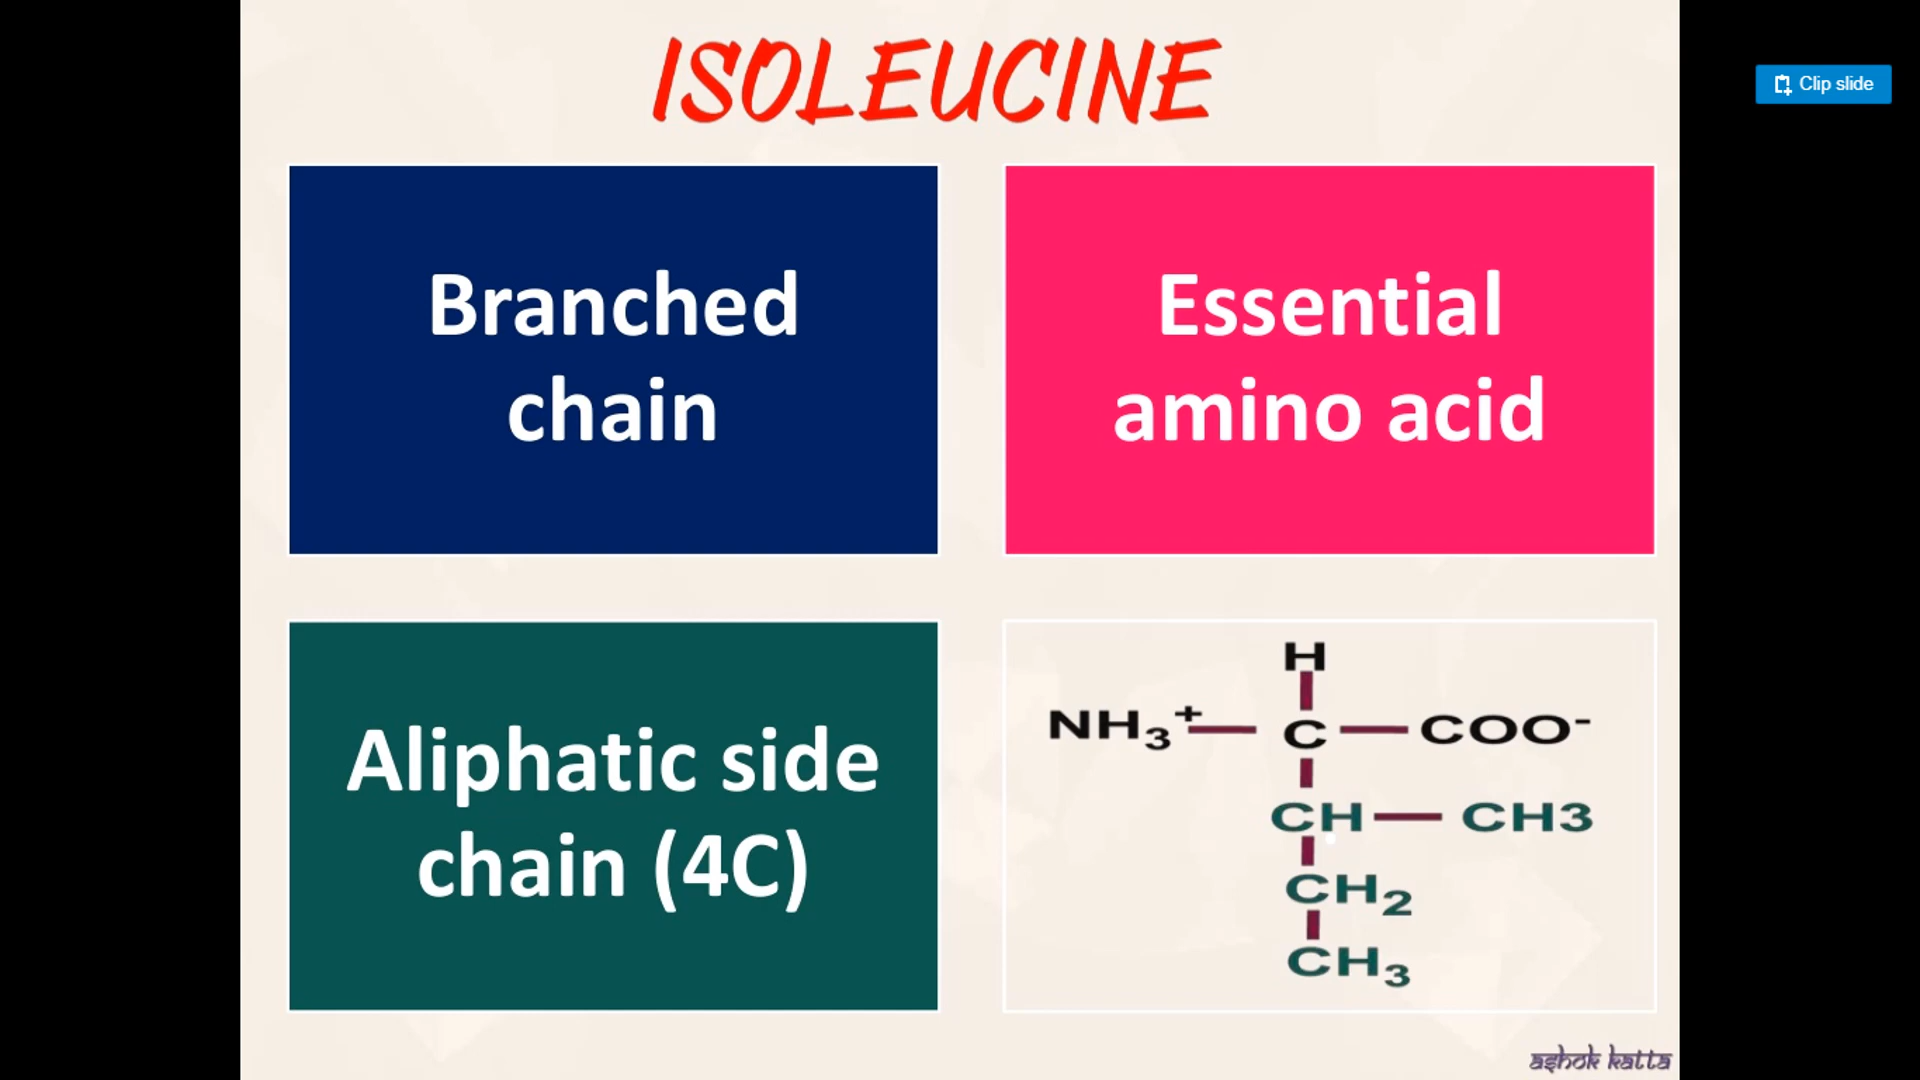 ISOLEUCINE
Clip slide
Branched
chain
Essential
amino acid
Aliphatic side
chain (4C)
H
NH₃⁺ — C — COO⁻
CH — CH3
CH₂
CH₃
ashok katta